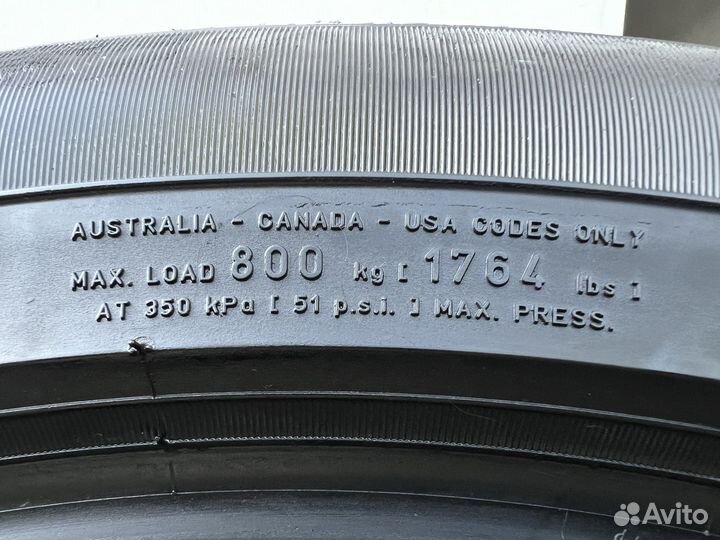 AUSTRALIA - CANADA - USA CODES ONLY
MAX. LOAD 800 kg [ 1764 lbs ]
AT 350 kPa [ 51 p.s.i. ] MAX. PRESS.
Avito